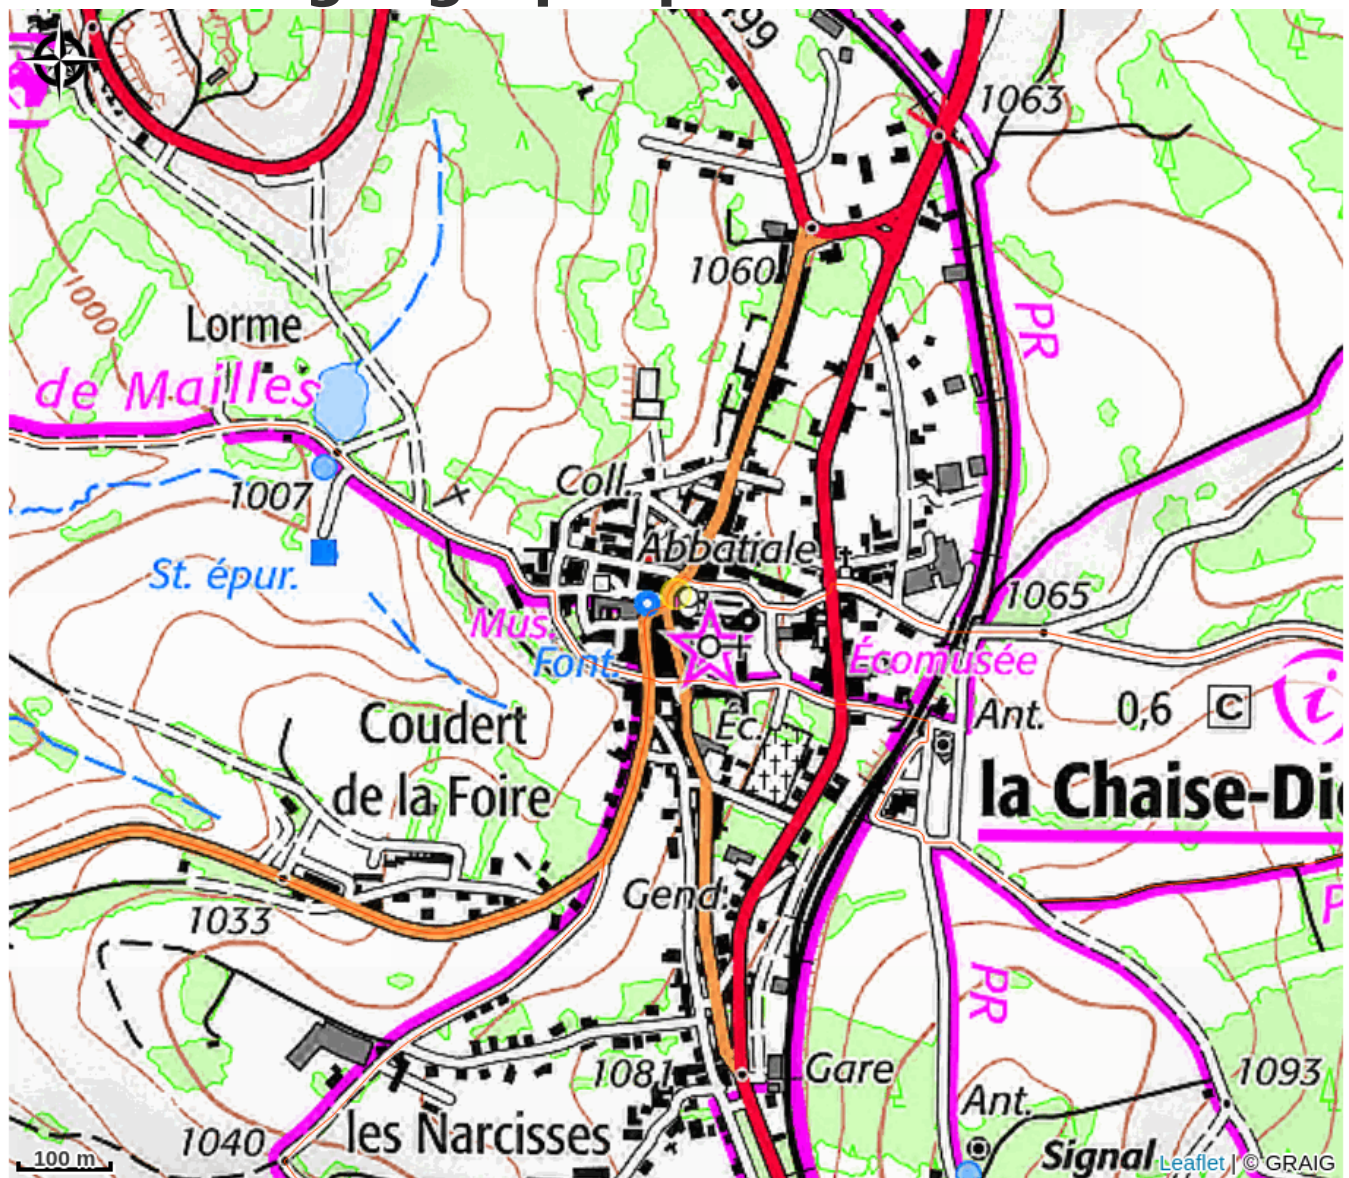 1063
1060
PR
1000
Lorme
de Mailles
Coll.
1007
Abbatiale
St. épur.
1065
Mus.
Font.
Écomusée
Éc.
Ant.
0,6 C
i
Coudert
de la Foire
la Chaise-Di
Gend.
1033
P
PR
1081
Gare
1093
Ant.
les Narcisses
1040
Signal
100 m
Leaflet | © GRAIG